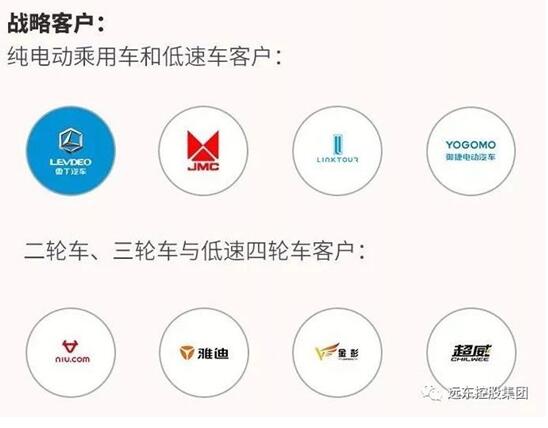 战略客户：
纯电动乘用车和低速车客户：
LEVDEO
雷丁汽车
JMC
LINKTOUR
YOGOMO
御捷电动汽车
二轮车、三轮车与低速四轮车客户：
NIU.COM
雅迪
金彭
超威
CHILWEE
远东控股集团